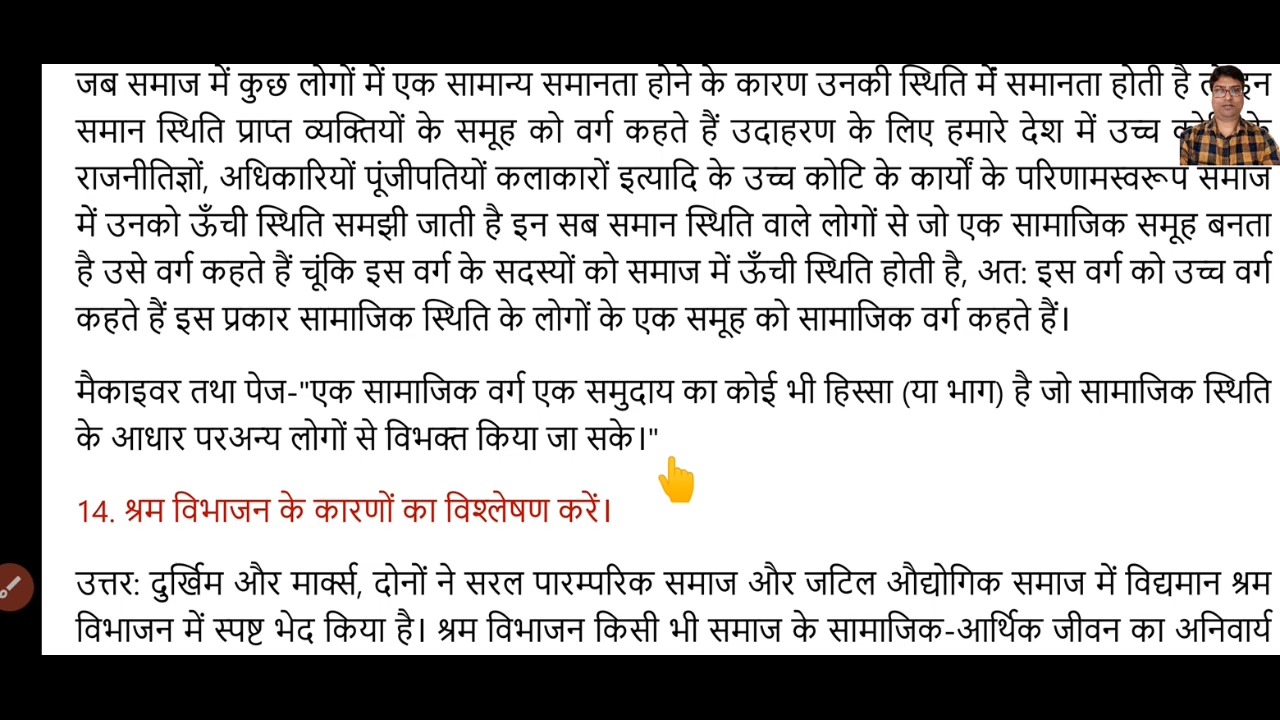 जब समाज में कुछ लोगों में एक सामान्य समानता होने के कारण उनकी स्थिति में समानता होती है
समान स्थिति प्राप्त व्यक्तियों के समूह को वर्ग कहते हैं उदाहरण के लिए हमारे देश में उच्च
राजनीतिज्ञों, अधिकारियों पूंजीपतियों कलाकारों इत्यादि के उच्च कोटि के कार्यों के परिणामस्वरूप समाज
में उनको ऊँची स्थिति समझी जाती है इन सब समान स्थिति वाले लोगों से जो एक सामाजिक समूह बनता
है उसे वर्ग कहते हैं चूंकि इस वर्ग के सदस्यों को समाज में ऊँची स्थिति होती है, अत: इस वर्ग को उच्च वर्ग
कहते हैं इस प्रकार सामाजिक स्थिति के लोगों के एक समूह को सामाजिक वर्ग कहते हैं।
मैकाइवर तथा पेज-"एक सामाजिक वर्ग एक समुदाय का कोई भी हिस्सा (या भाग) है जो सामाजिक स्थिति
के आधार परअन्य लोगों से विभक्त किया जा सके।"
14. श्रम विभाजन के कारणों का विश्लेषण करें।
उत्तर: दुर्खिम और मार्क्स, दोनों ने सरल पारम्परिक समाज और जटिल औद्योगिक समाज में विद्यमान श्रम
विभाजन में स्पष्ट भेद किया है। श्रम विभाजन किसी भी समाज के सामाजिक-आर्थिक जीवन का अनिवार्य